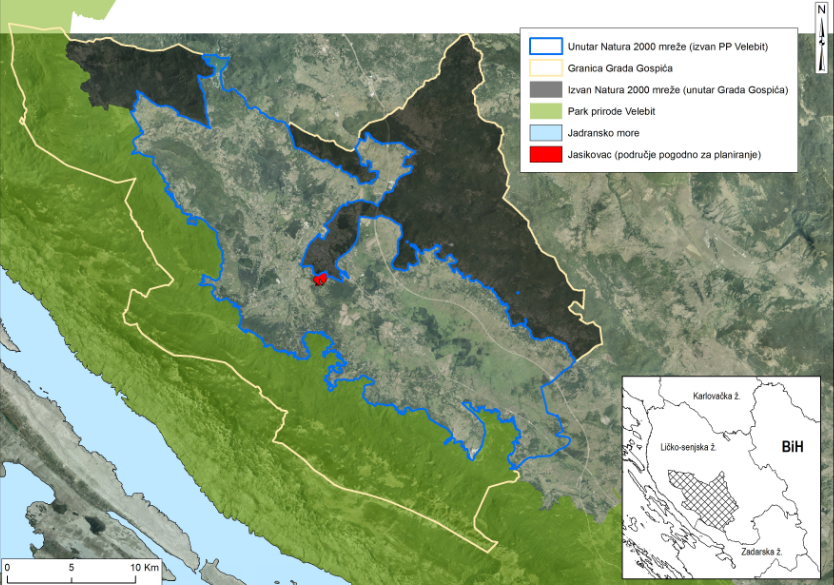 N
Unutar Natura 2000 mreže (izvan PP Velebit)
Granica Grada Gospića
Izvan Natura 2000 mreže (unutar Grada Gospića)
Park prirode Velebit
Jadransko more
Jasikovac (područje pogodno za planiranje)
Karlovačka ž.
Ličko-senjska ž.
BiH
Zadarska ž.
0 5 10 Km